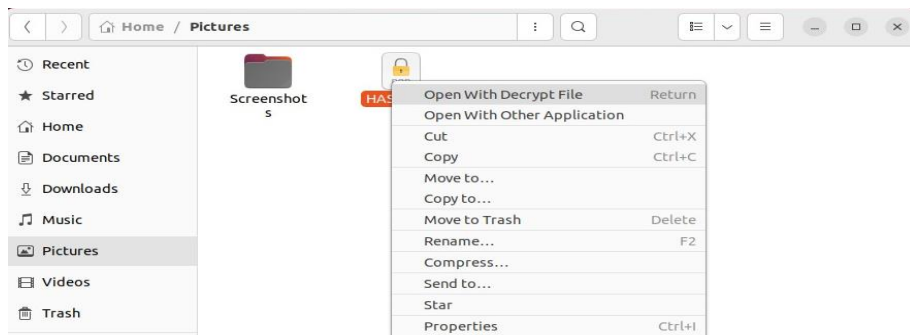 Home / Pictures
Recent
Starred
Home
Documents
Downloads
Music
Pictures
Videos
Trash
Screenshot
s
HAS
Open With Decrypt File Return
Open With Other Application
Cut Ctrl+X
Copy Ctrl+C
Move to...
Copy to...
Move to Trash Delete
Rename... F2
Compress...
Send to...
Star
Properties Ctrl+I